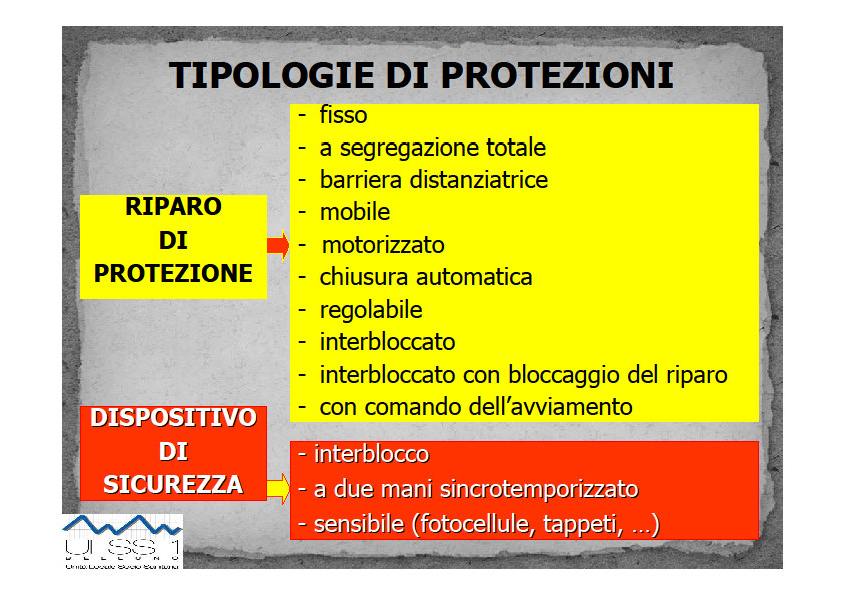 TIPOLOGIE DI PROTEZIONI
RIPARO
DI
PROTEZIONE
- fisso
- a segregazione totale
- barriera distanziatrice
- mobile
- motorizzato
- chiusura automatica
- regolabile
- interbloccato
- interbloccato con bloccaggio del riparo
- con comando dell’avviamento
DISPOSITIVO
DI
SICUREZZA
- interblocco
- a due mani sincrotemporizzato
- sensibile (fotocellule, tappeti, …)
ULSS 1
BELLUNO
Unità Locale Socio Sanitaria